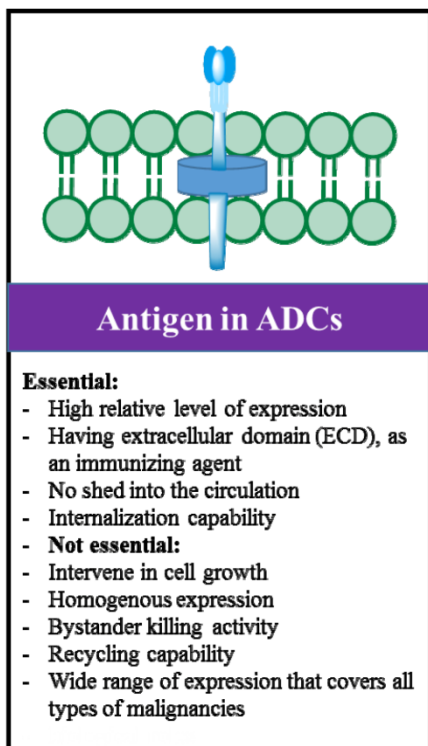 Antigen in ADCs
Essential:
- High relative level of expression
- Having extracellular domain (ECD), as
an immunizing agent
- No shed into the circulation
- Internalization capability
- Not essential:
- Intervene in cell growth
- Homogenous expression
- Bystander killing activity
- Recycling capability
- Wide range of expression that covers all
types of malignancies